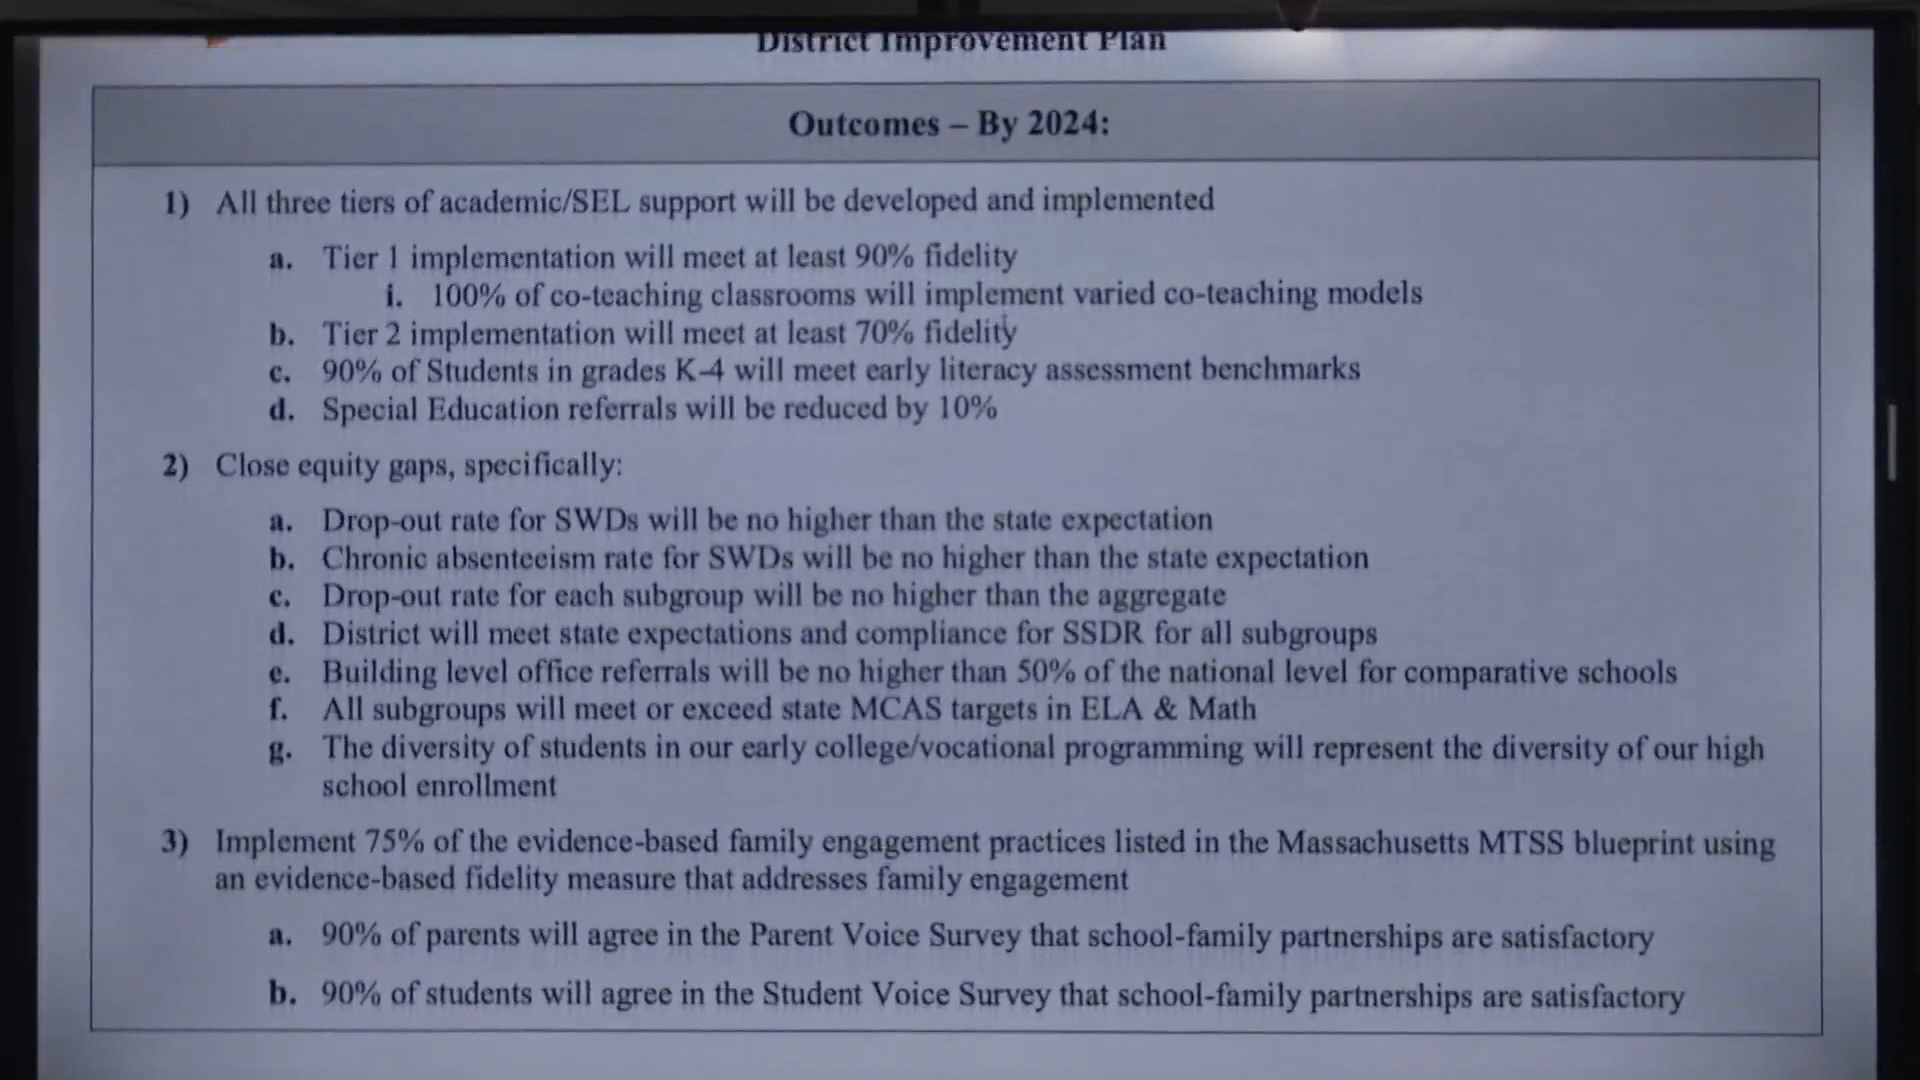 District Improvement Plan
Outcomes – By 2024:
1) All three tiers of academic/SEL support will be developed and implemented
a. Tier 1 implementation will meet at least 90% fidelity
i. 100% of co-teaching classrooms will implement varied co-teaching models
b. Tier 2 implementation will meet at least 70% fidelity
c. 90% of Students in grades K-4 will meet early literacy assessment benchmarks
d. Special Education referrals will be reduced by 10%
2) Close equity gaps, specifically:
a. Drop-out rate for SWDs will be no higher than the state expectation
b. Chronic absenteeism rate for SWDs will be no higher than the state expectation
c. Drop-out rate for each subgroup will be no higher than the aggregate
d. District will meet state expectations and compliance for SSDR for all subgroups
e. Building level office referrals will be no higher than 50% of the national level for comparative schools
f. All subgroups will meet or exceed state MCAS targets in ELA & Math
g. The diversity of students in our early college/vocational programming will represent the diversity of our high
school enrollment
3) Implement 75% of the evidence-based family engagement practices listed in the Massachusetts MTSS blueprint using
an evidence-based fidelity measure that addresses family engagement
a. 90% of parents will agree in the Parent Voice Survey that school-family partnerships are satisfactory
b. 90% of students will agree in the Student Voice Survey that school-family partnerships are satisfactory